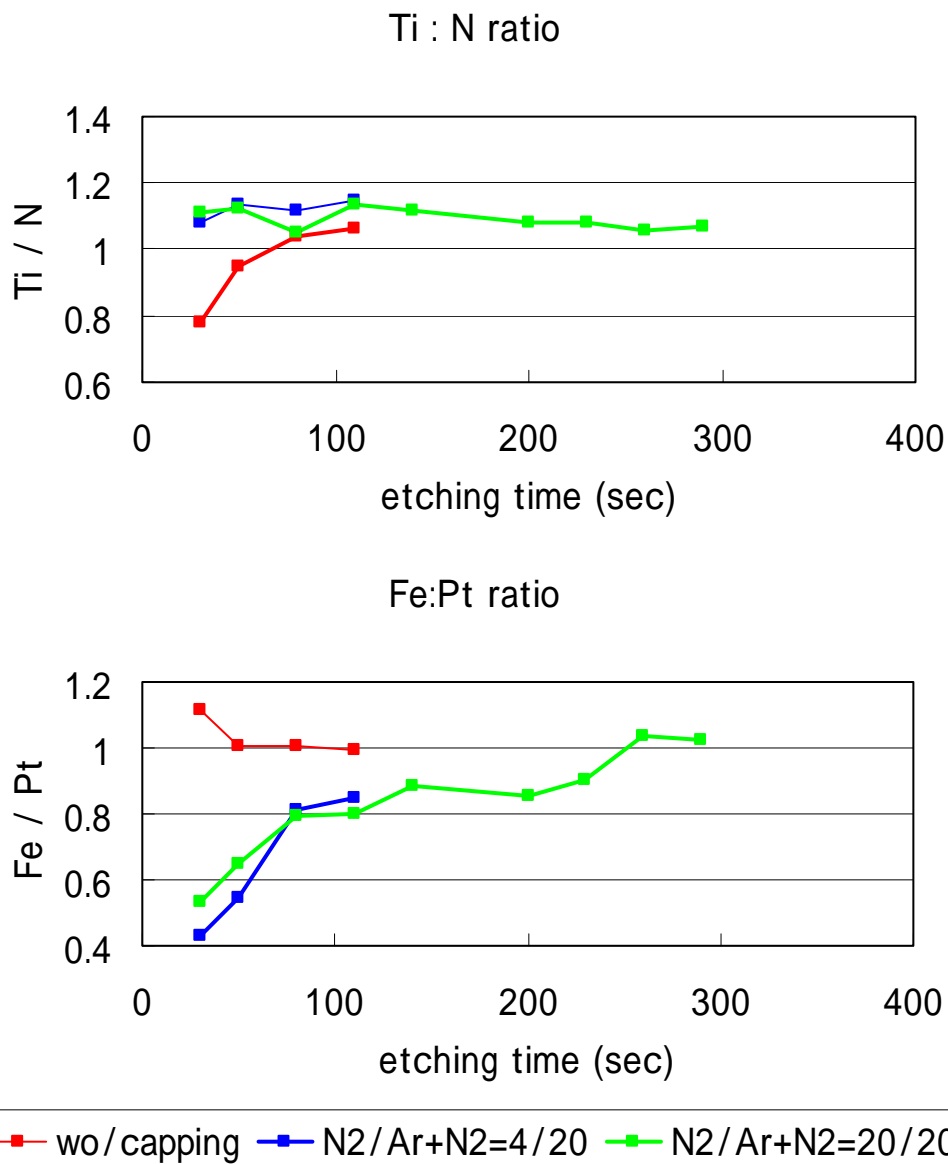 Ti : N ratio
1.4
1.2
1
0.8
0.6
Ti / N
0 100 200 300 400
etching time (sec)
Fe:Pt ratio
1.2
1
0.8
0.6
0.4
Fe / Pt
0 100 200 300 400
etching time (sec)
wo/capping N2/Ar+N2=4/20 N2/Ar+N2=20/20